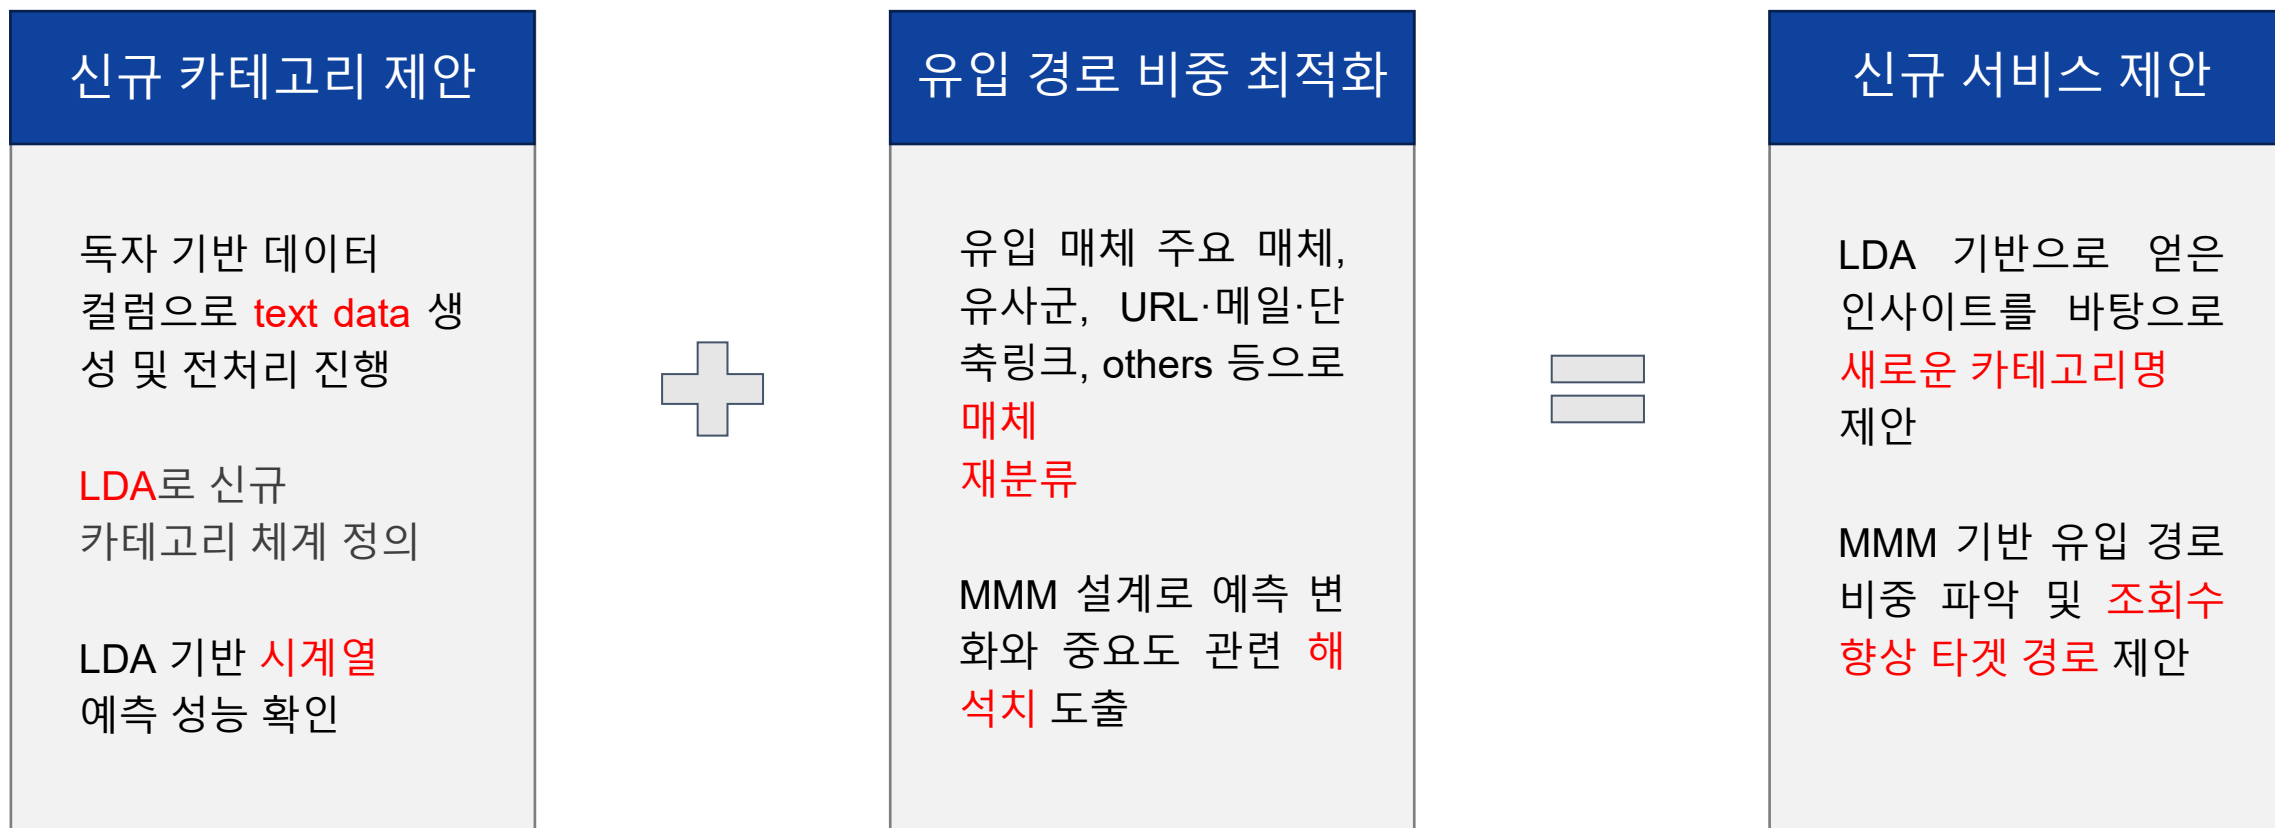 신규 카테고리 제안
독자 기반 데이터
컬럼으로 text data 생
성 및 전처리 진행
LDA로 신규
카테고리 체계 정의
LDA 기반 시계열
예측 성능 확인
유입 경로 비중 최적화
유입 매체 주요 매체,
유사군, URL·메일·단
축링크, others 등으로
매체
재분류
MMM 설계로 예측 변
화와 중요도 관련 해
석치 도출
신규 서비스 제안
LDA 기반으로 얻은
인사이트를 바탕으로
새로운 카테고리명
제안
MMM 기반 유입 경로
비중 파악 및 조회수
향상 타겟 경로 제안